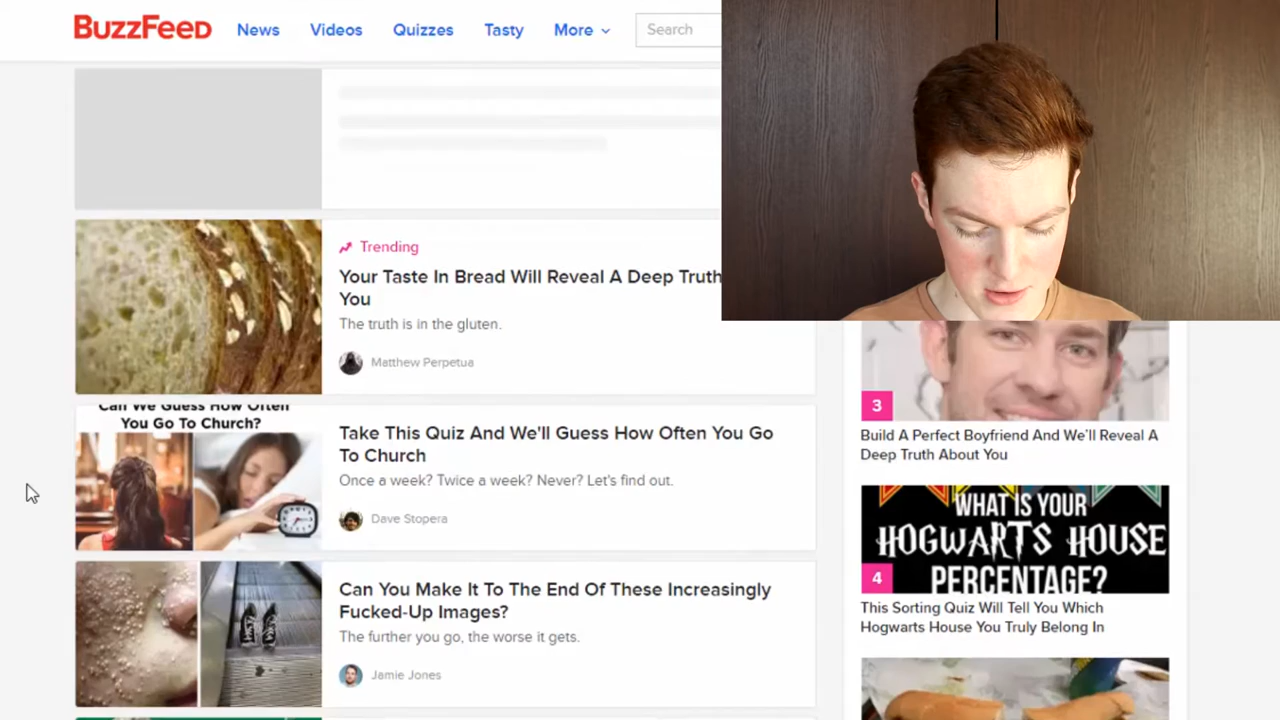 BuzzFeed
News
Videos
Quizzes
Tasty
More
Search
Trending
Your Taste In Bread Will Reveal A Deep Truth
You
The truth is in the gluten.
Matthew Perpetua
Can We Guess How Often
You Go To Church?
Take This Quiz And We'll Guess How Often You Go
To Church
Once a week? Twice a week? Never? Let's find out.
Dave Stopera
Can You Make It To The End Of These Increasingly
Fucked-Up Images?
The further you go, the worse it gets.
Jamie Jones
3
Build A Perfect Boyfriend And We'll Reveal A
Deep Truth About You
WHAT IS YOUR
HOGWARTS HOUSE
PERCENTAGE?
4
This Sorting Quiz Will Tell You Which
Hogwarts House You Truly Belong In